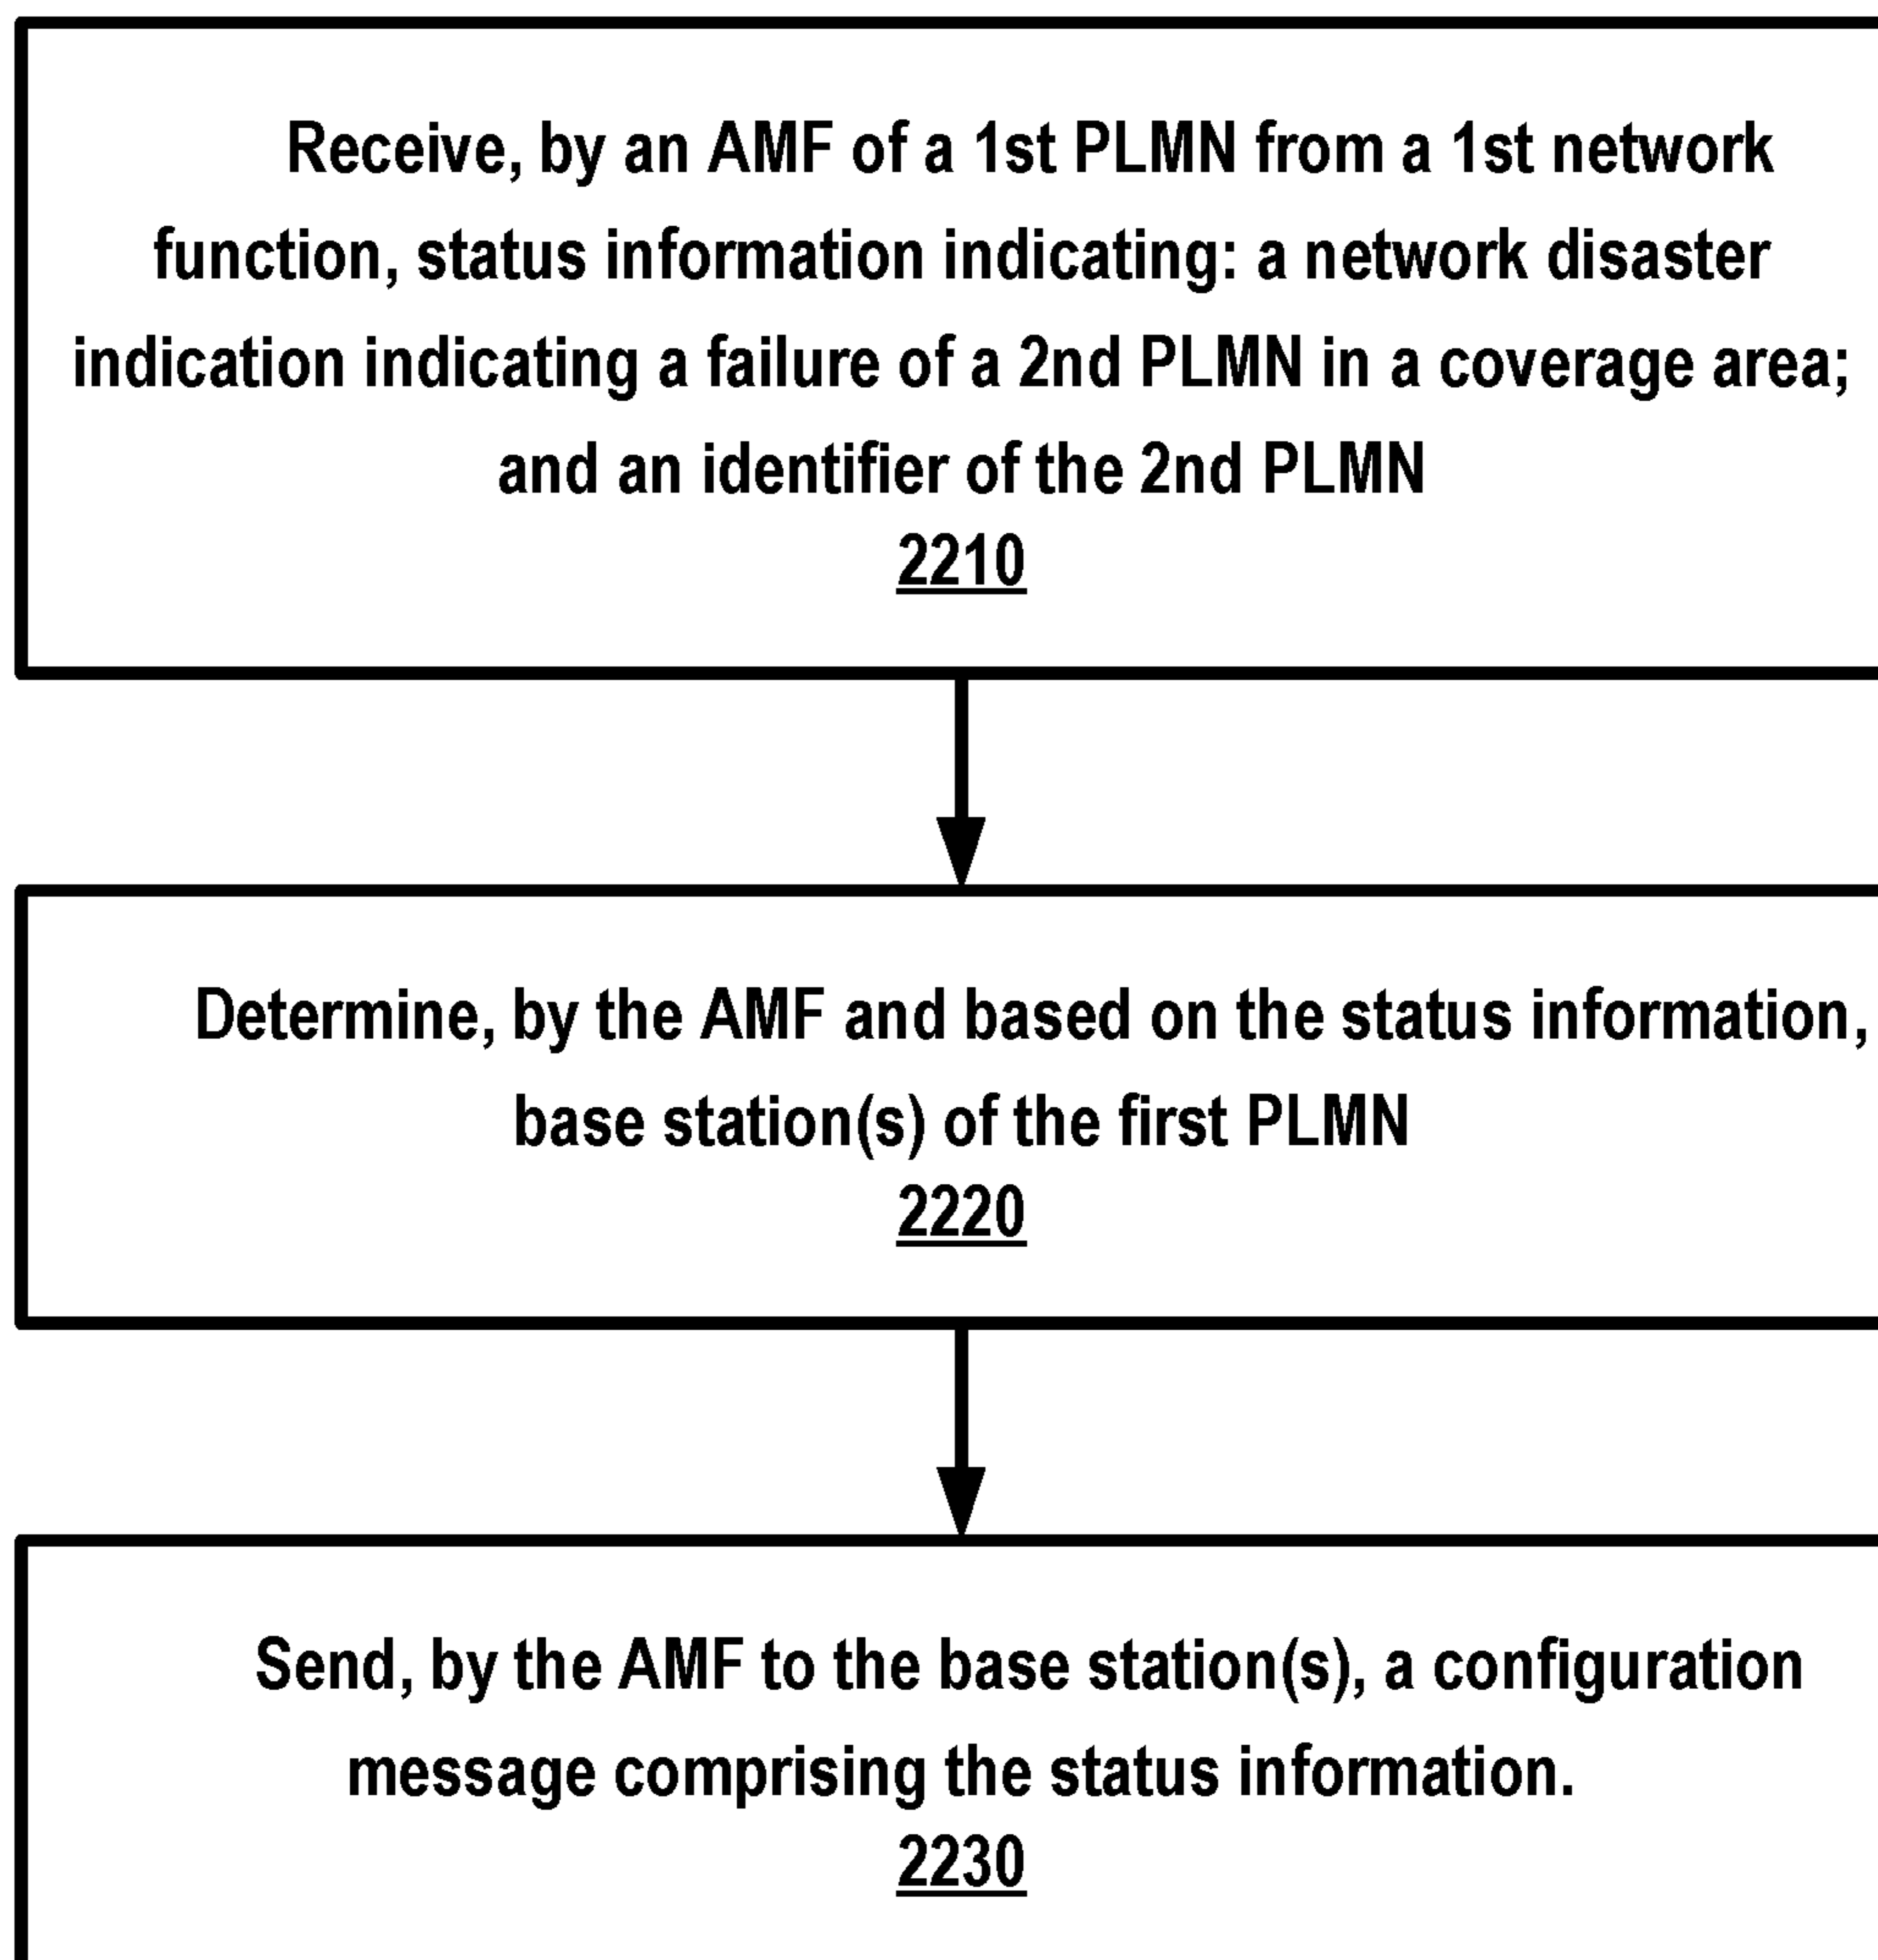 Receive, by an AMF of a 1st PLMN from a 1st network
function, status information indicating: a network disaster
indication indicating a failure of a 2nd PLMN in a coverage area;
and an identifier of the 2nd PLMN
2210
Determine, by the AMF and based on the status information,
base station(s) of the first PLMN
2220
Send, by the AMF to the base station(s), a configuration
message comprising the status information.
2230